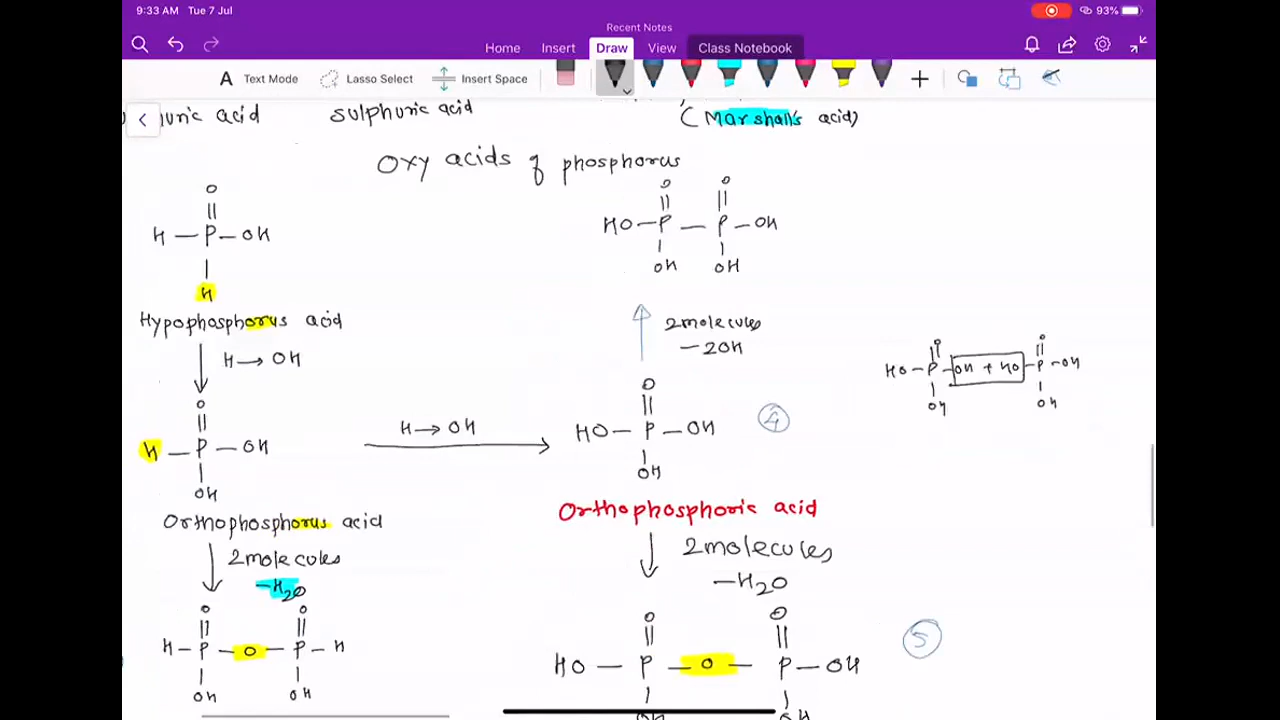 9:33 AM Tue 7 Jul
93%
Recent Notes
Home Insert Draw View Class Notebook
A Text Mode Lasso Select Insert Space
uric acid sulphuric acid (Marshall's acid)
Oxy acids of phosphorus
O
||
H — P — OH
|
H
Hypophosphorus acid
H → OH
O
||
H — P — OH
|
OH
Orthophosphorus acid
2 molecules
— H2O
O O
|| ||
H — P — O — P — H
| |
OH OH
H → OH
O O
|| ||
HO — P — P — OH
| |
OH OH
2 molecules
— 2OH
O
||
HO — P — OH
|
OH
4
Orthophosphoric acid
2 molecules
— H2O
O O
|| ||
HO — P — O — P — OH
| |
OH OH
5
O O
|| ||
HO — P — OH + HO — P — OH
| |
OH OH